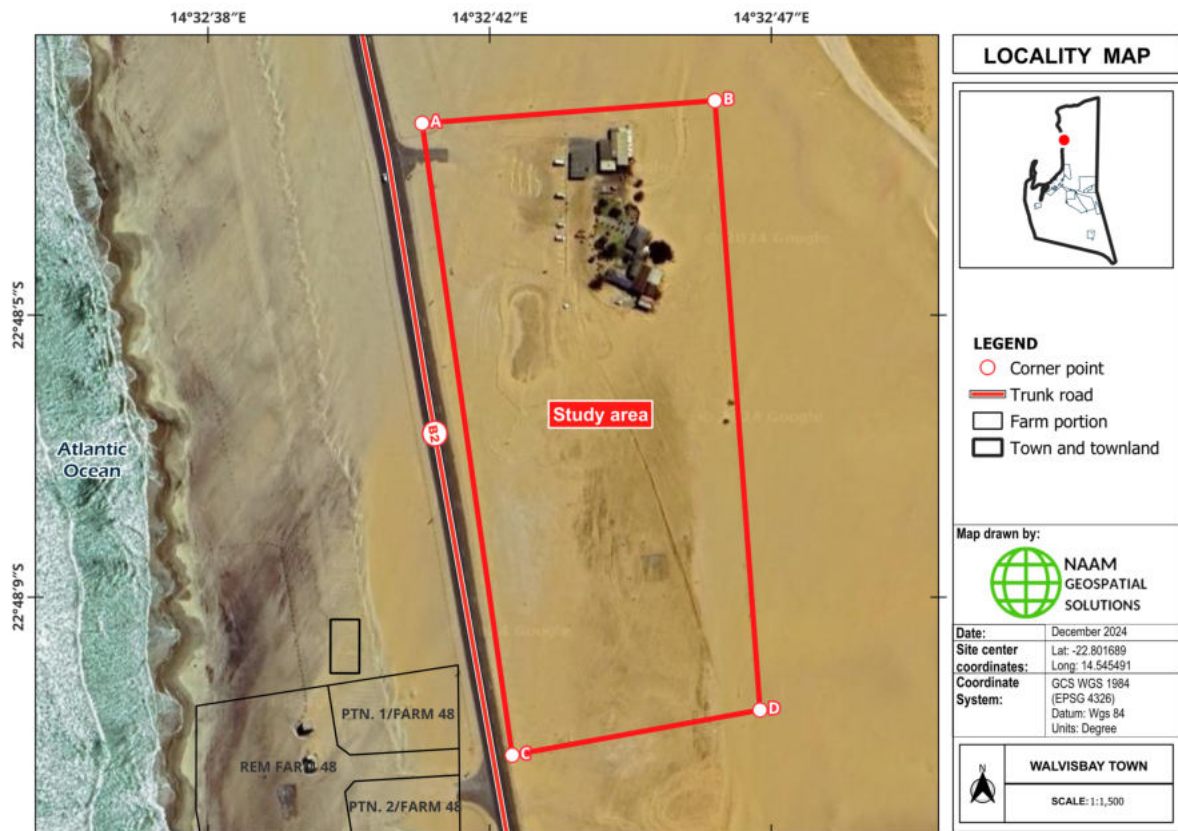 14°32′38″E
14°32′42″E
14°32′47″E
22°48′5″S
22°48′9″S
A
B
© 2024 Google
Study area
B2
Atlantic
Ocean
Google
PTN. 1/FARM 48
REM FARM 48
PTN. 2/FARM 48
C
D
LOCALITY MAP
LEGEND
Corner point
Trunk road
Farm portion
Town and townland
Map drawn by:
NAAM
GEOSPATIAL
SOLUTIONS
Date: December 2024
Site center coordinates: Lat: -22.801689
Long: 14.545491
Coordinate System: GCS WGS 1984
(EPSG 4326)
Datum: Wgs 84
Units: Degree
N
WALVISBAY TOWN
SCALE: 1:1,500